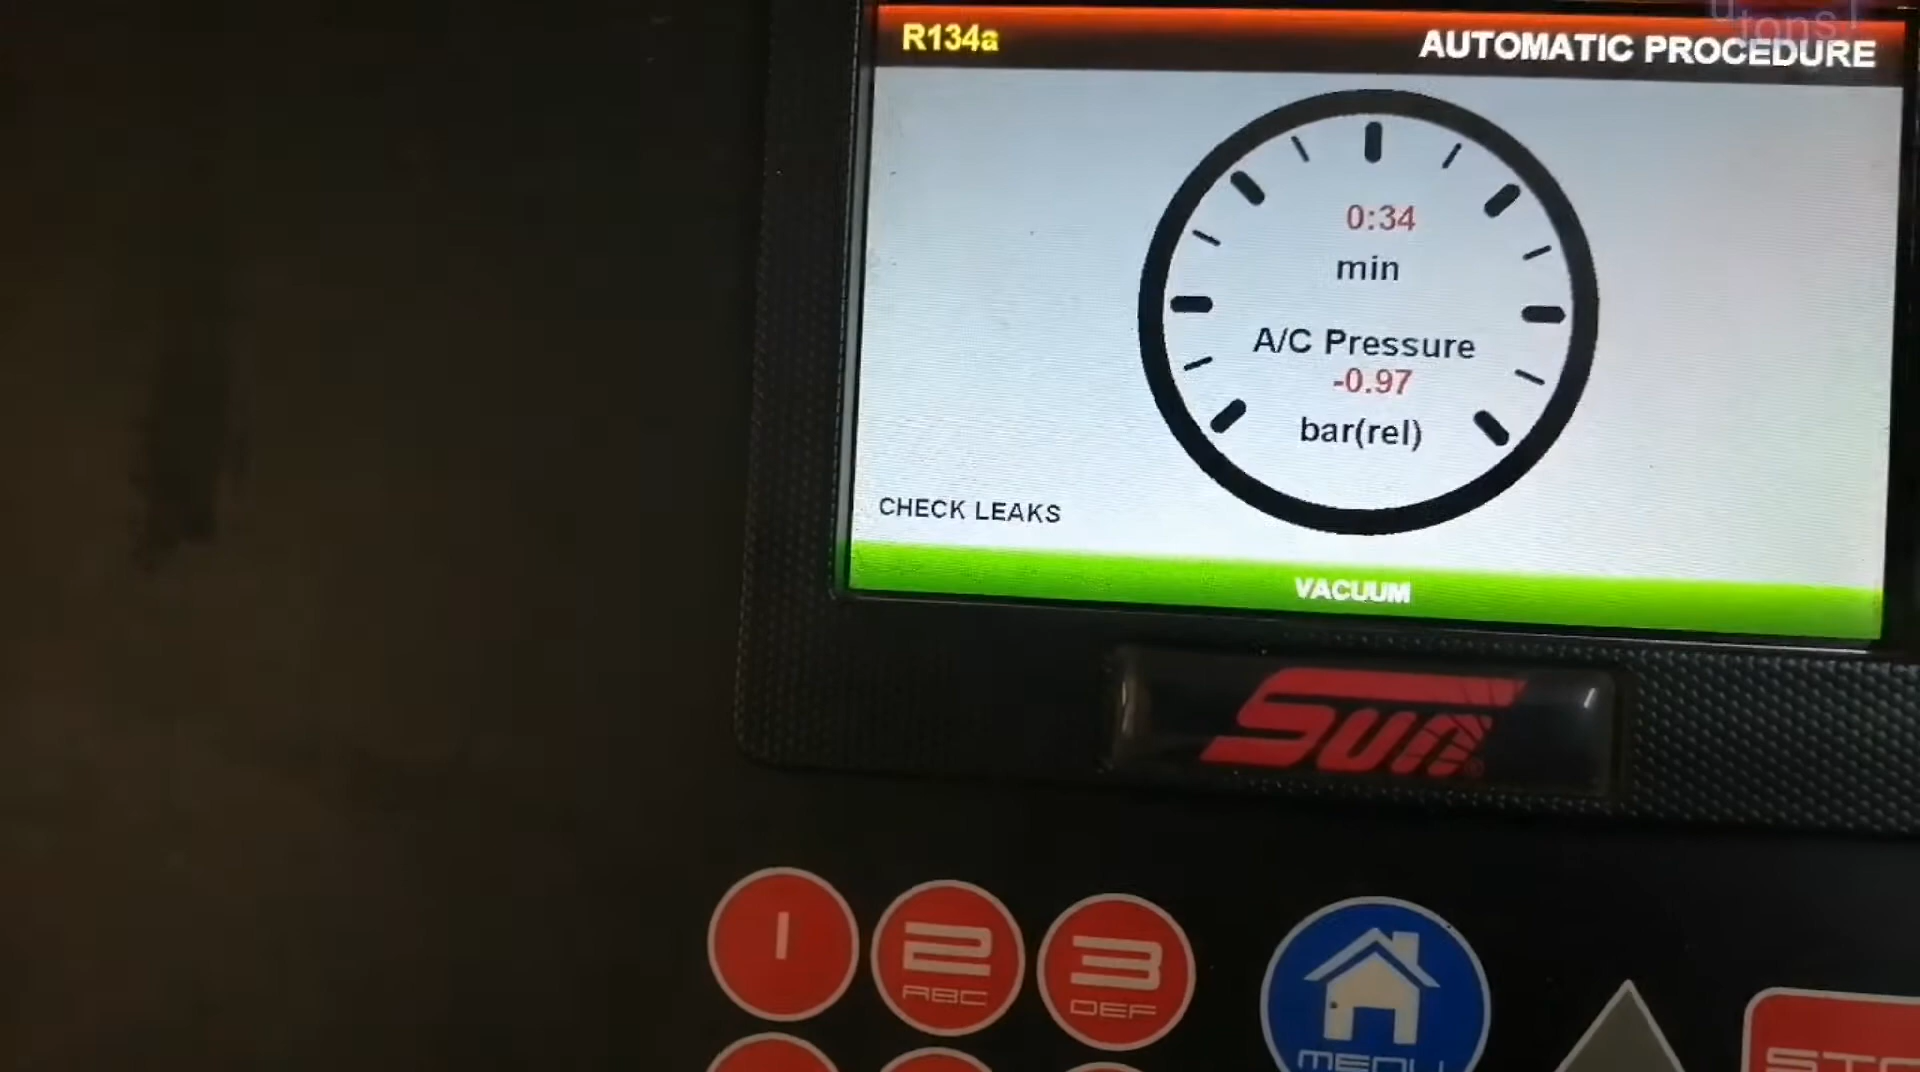 R134a
AUTOMATIC PROCEDURE
0:34
min
A/C Pressure
-0.97
bar(rel)
CHECK LEAKS
VACUUM
Sun
1
2
ABC
3
DEF
MENU